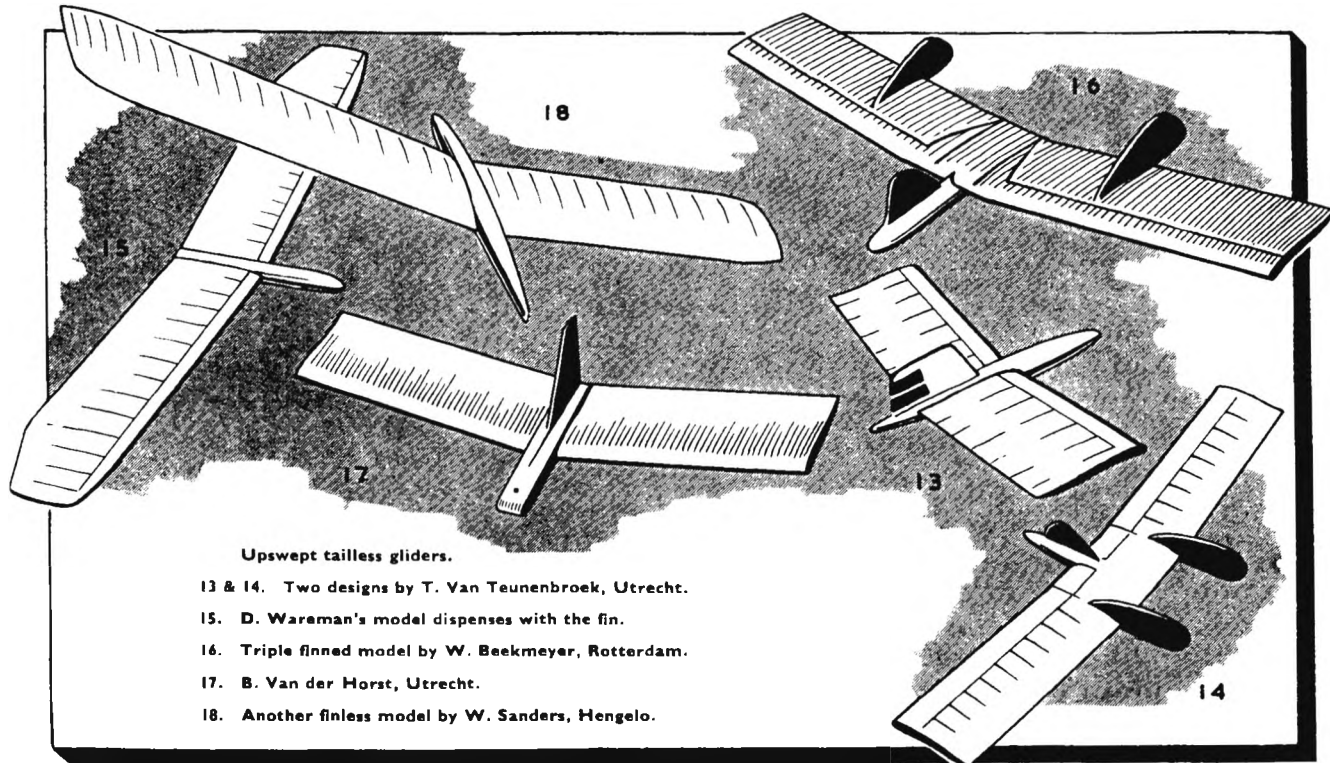 18
16
15
17
13
14
Upswept tailless gliders.
13 & 14. Two designs by T. Van Teunenbroek, Utrecht.
15. D. Wareman's model dispenses with the fin.
16. Triple finned model by W. Beekmeyer, Rotterdam.
17. B. Van der Horst, Utrecht.
18. Another finless model by W. Sanders, Hengelo.